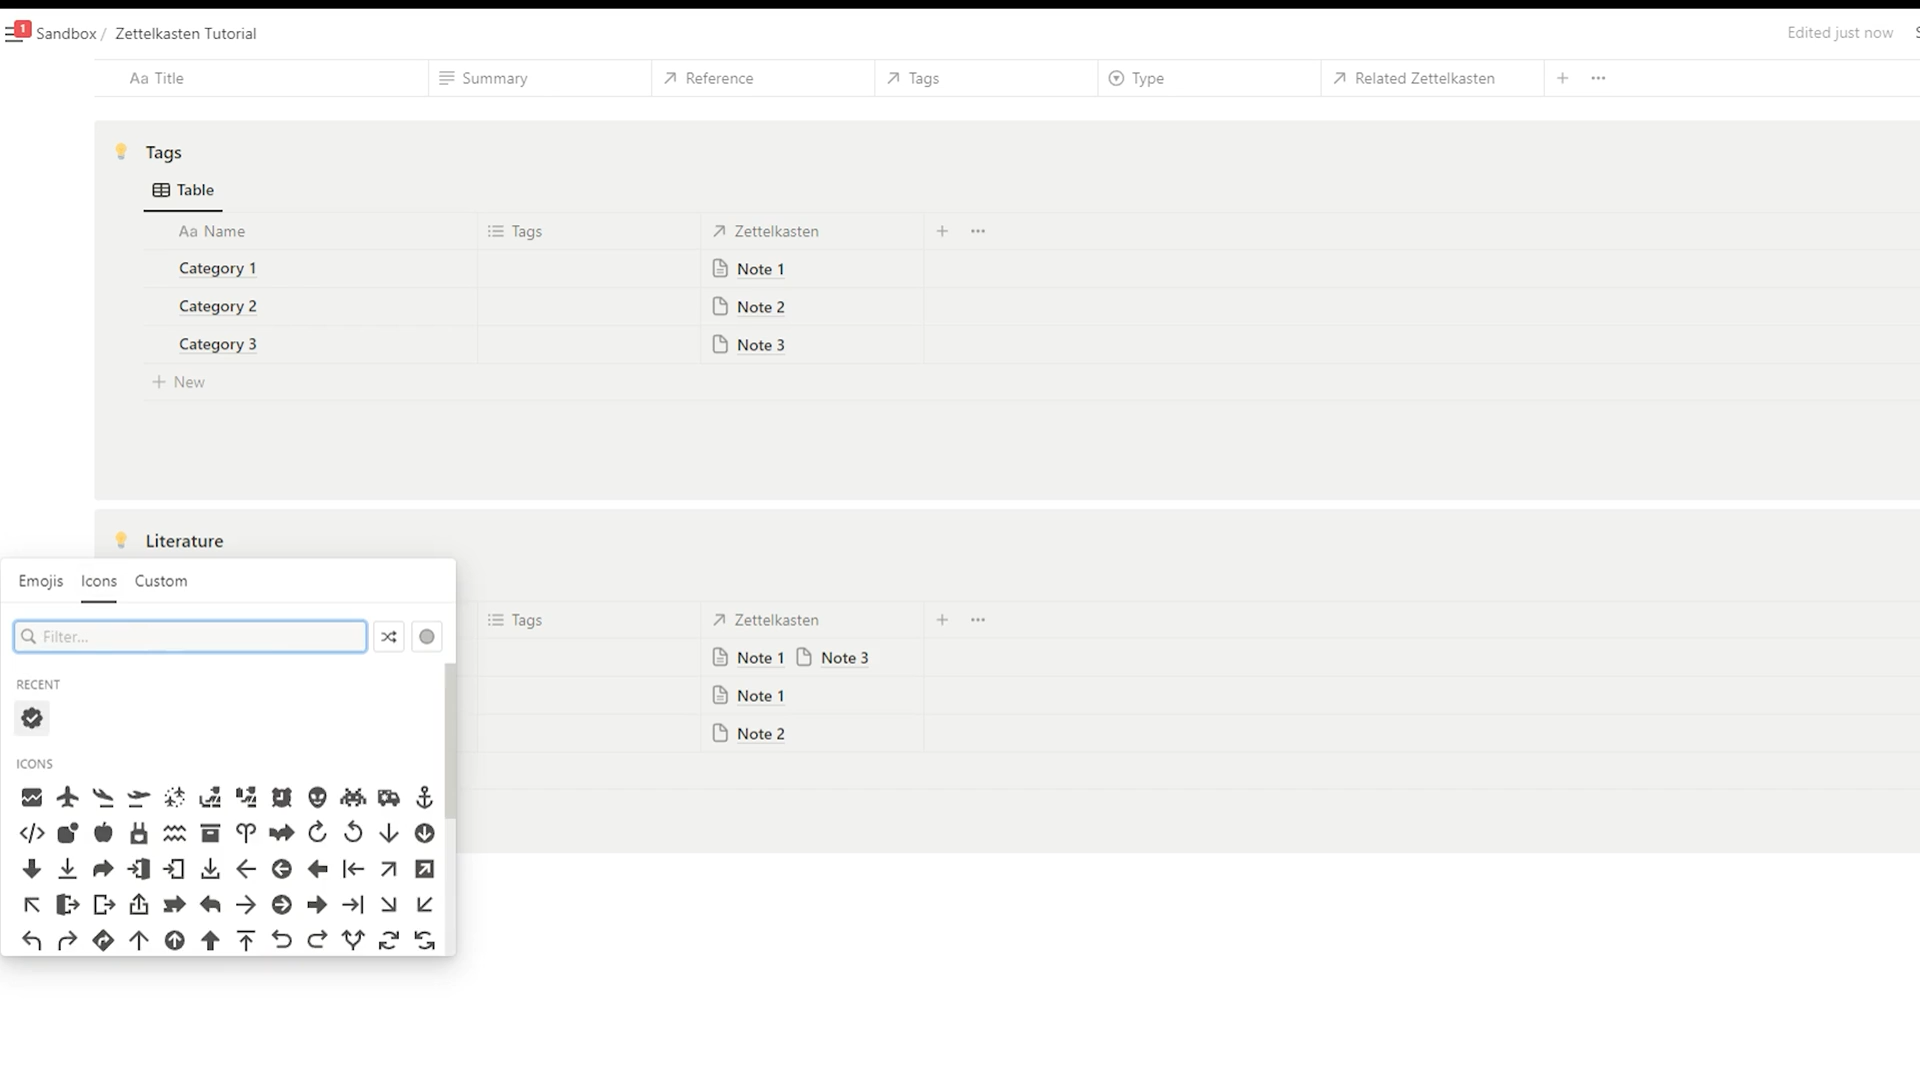 1 Sandbox / Zettelkasten Tutorial
Edited just now
Aa Title Summary Reference Tags Type Related Zettelkasten
Tags
Table
Aa Name Tags Zettelkasten
Category 1 Note 1
Category 2 Note 2
Category 3 Note 3
New
Literature
Emojis Icons Custom
Filter...
RECENT
ICONS
Tags Zettelkasten
Note 1 Note 3
Note 1
Note 2